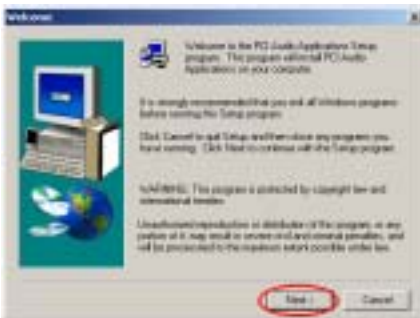 Welcome
Welcome to the PCI Audio Applications Setup
program. This program will install PCI Audio
Applications on your computer.
It is strongly recommended that you exit all Windows programs
before running this Setup program.
Click Cancel to quit Setup and then close any programs you
have running. Click Next to continue with the Setup program.
WARNING: This program is protected by copyright law and
international treaties.
Unauthorized reproduction or distribution of this program, or any
portion of it, may result in severe civil and criminal penalties, and
will be prosecuted to the maximum extent possible under law.
Next >
Cancel